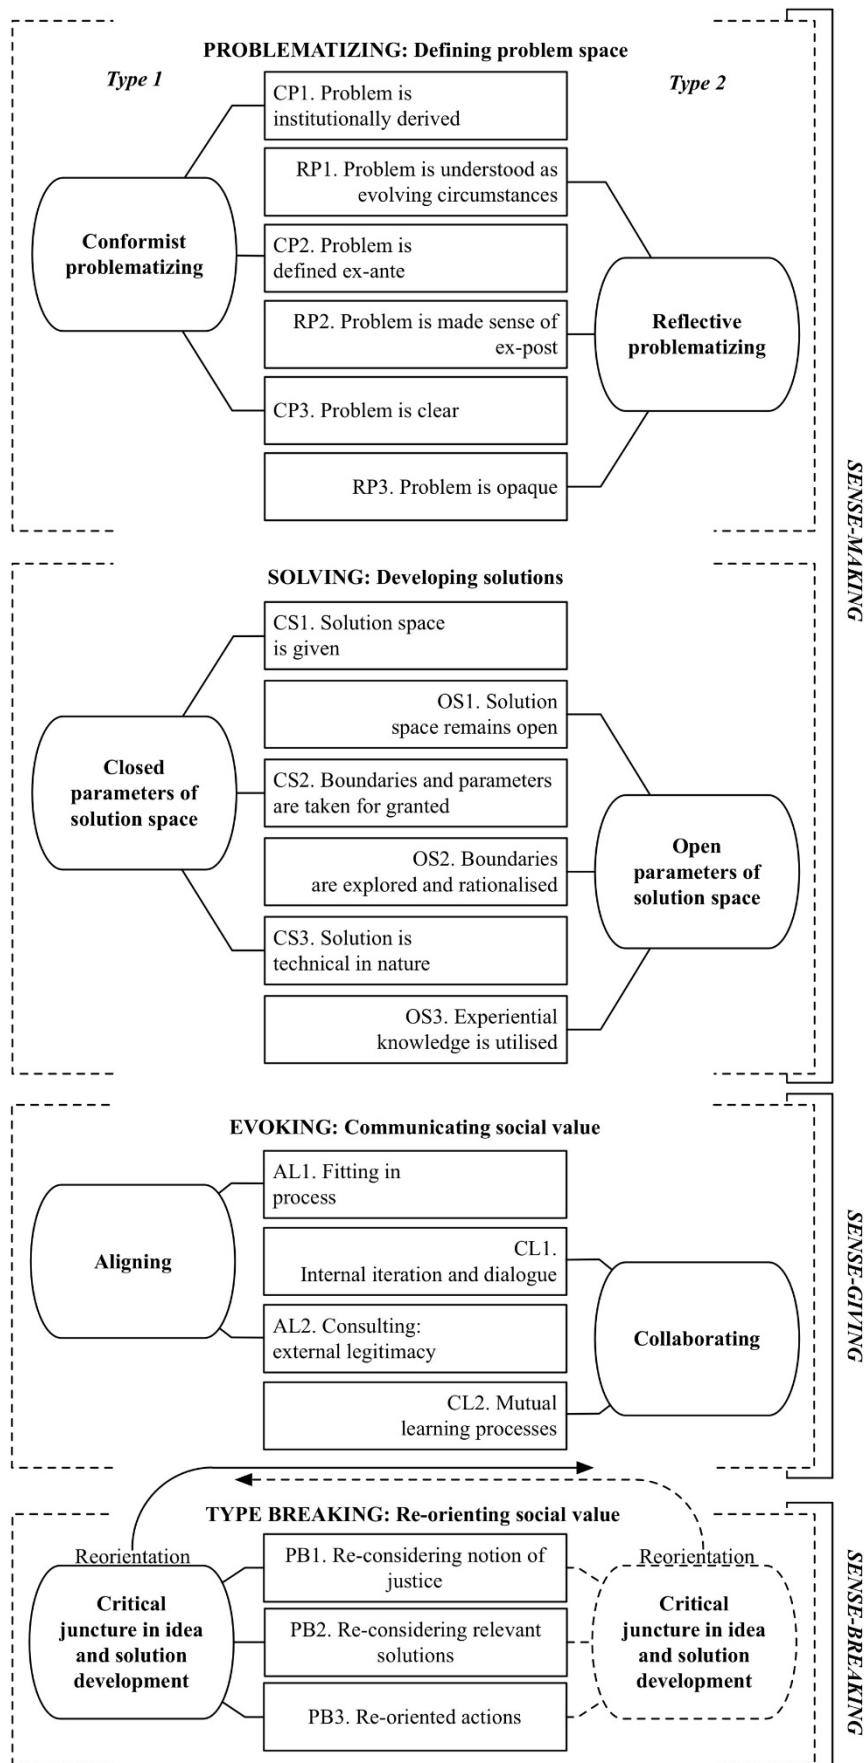 PROBLEMATIZING: Defining problem space
Type 1
Type 2
CP1. Problem is
institutionally derived
RP1. Problem is understood as
evolving circumstances
Conformist
problematizing
CP2. Problem is
defined ex-ante
RP2. Problem is made sense of
ex-post
Reflective
problematizing
CP3. Problem is clear
RP3. Problem is opaque
SENSE-MAKING
SOLVING: Developing solutions
CS1. Solution space
is given
OS1. Solution
space remains open
Closed
parameters of
solution space
CS2. Boundaries and parameters
are taken for granted
OS2. Boundaries
are explored and rationalised
Open
parameters of
solution space
CS3. Solution is
technical in nature
OS3. Experiential
knowledge is utilised
EVOKING: Communicating social value
AL1. Fitting in
process
Aligning
CL1.
Internal iteration and dialogue
AL2. Consulting:
external legitimacy
Collaborating
CL2. Mutual
learning processes
SENSE-GIVING
TYPE BREAKING: Re-orienting social value
Reorientation
Reorientation
Critical
juncture in idea
and solution
development
PB1. Re-considering notion of
justice
PB2. Re-considering relevant
solutions
PB3. Re-oriented actions
Critical
juncture in idea
and solution
development
SENSE-BREAKING